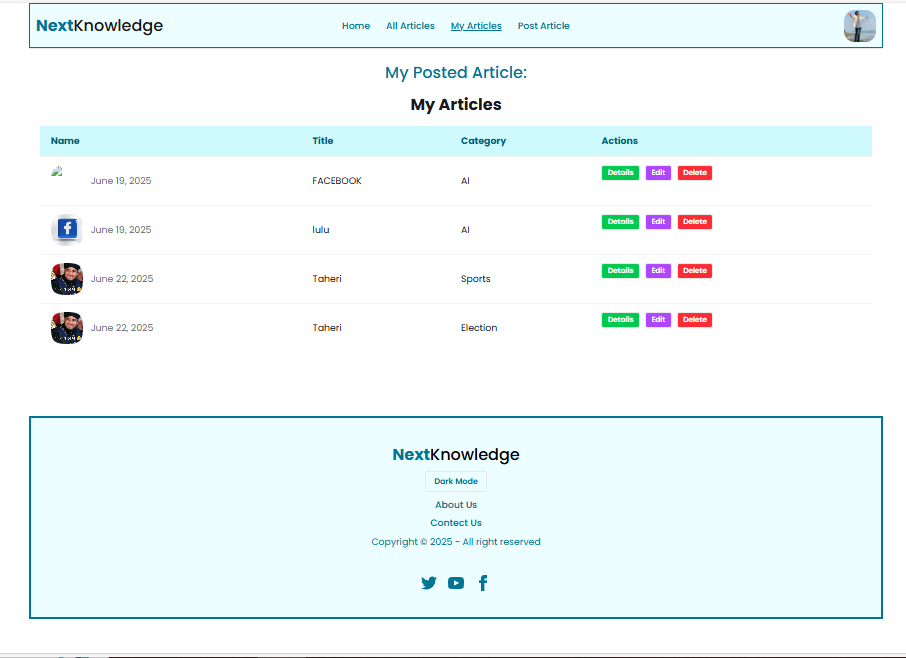 NextKnowledge Home All Articles My Articles Post Article
My Posted Article:
My Articles
Name Title Category Actions
June 19, 2025 FACEBOOK AI Details Edit Delete
June 19, 2025 lulu AI Details Edit Delete
June 22, 2025 Taheri Sports Details Edit Delete
June 22, 2025 Taheri Election Details Edit Delete
NextKnowledge
Dark Mode
About Us
Contect Us
Copyright © 2025 - All right reserved